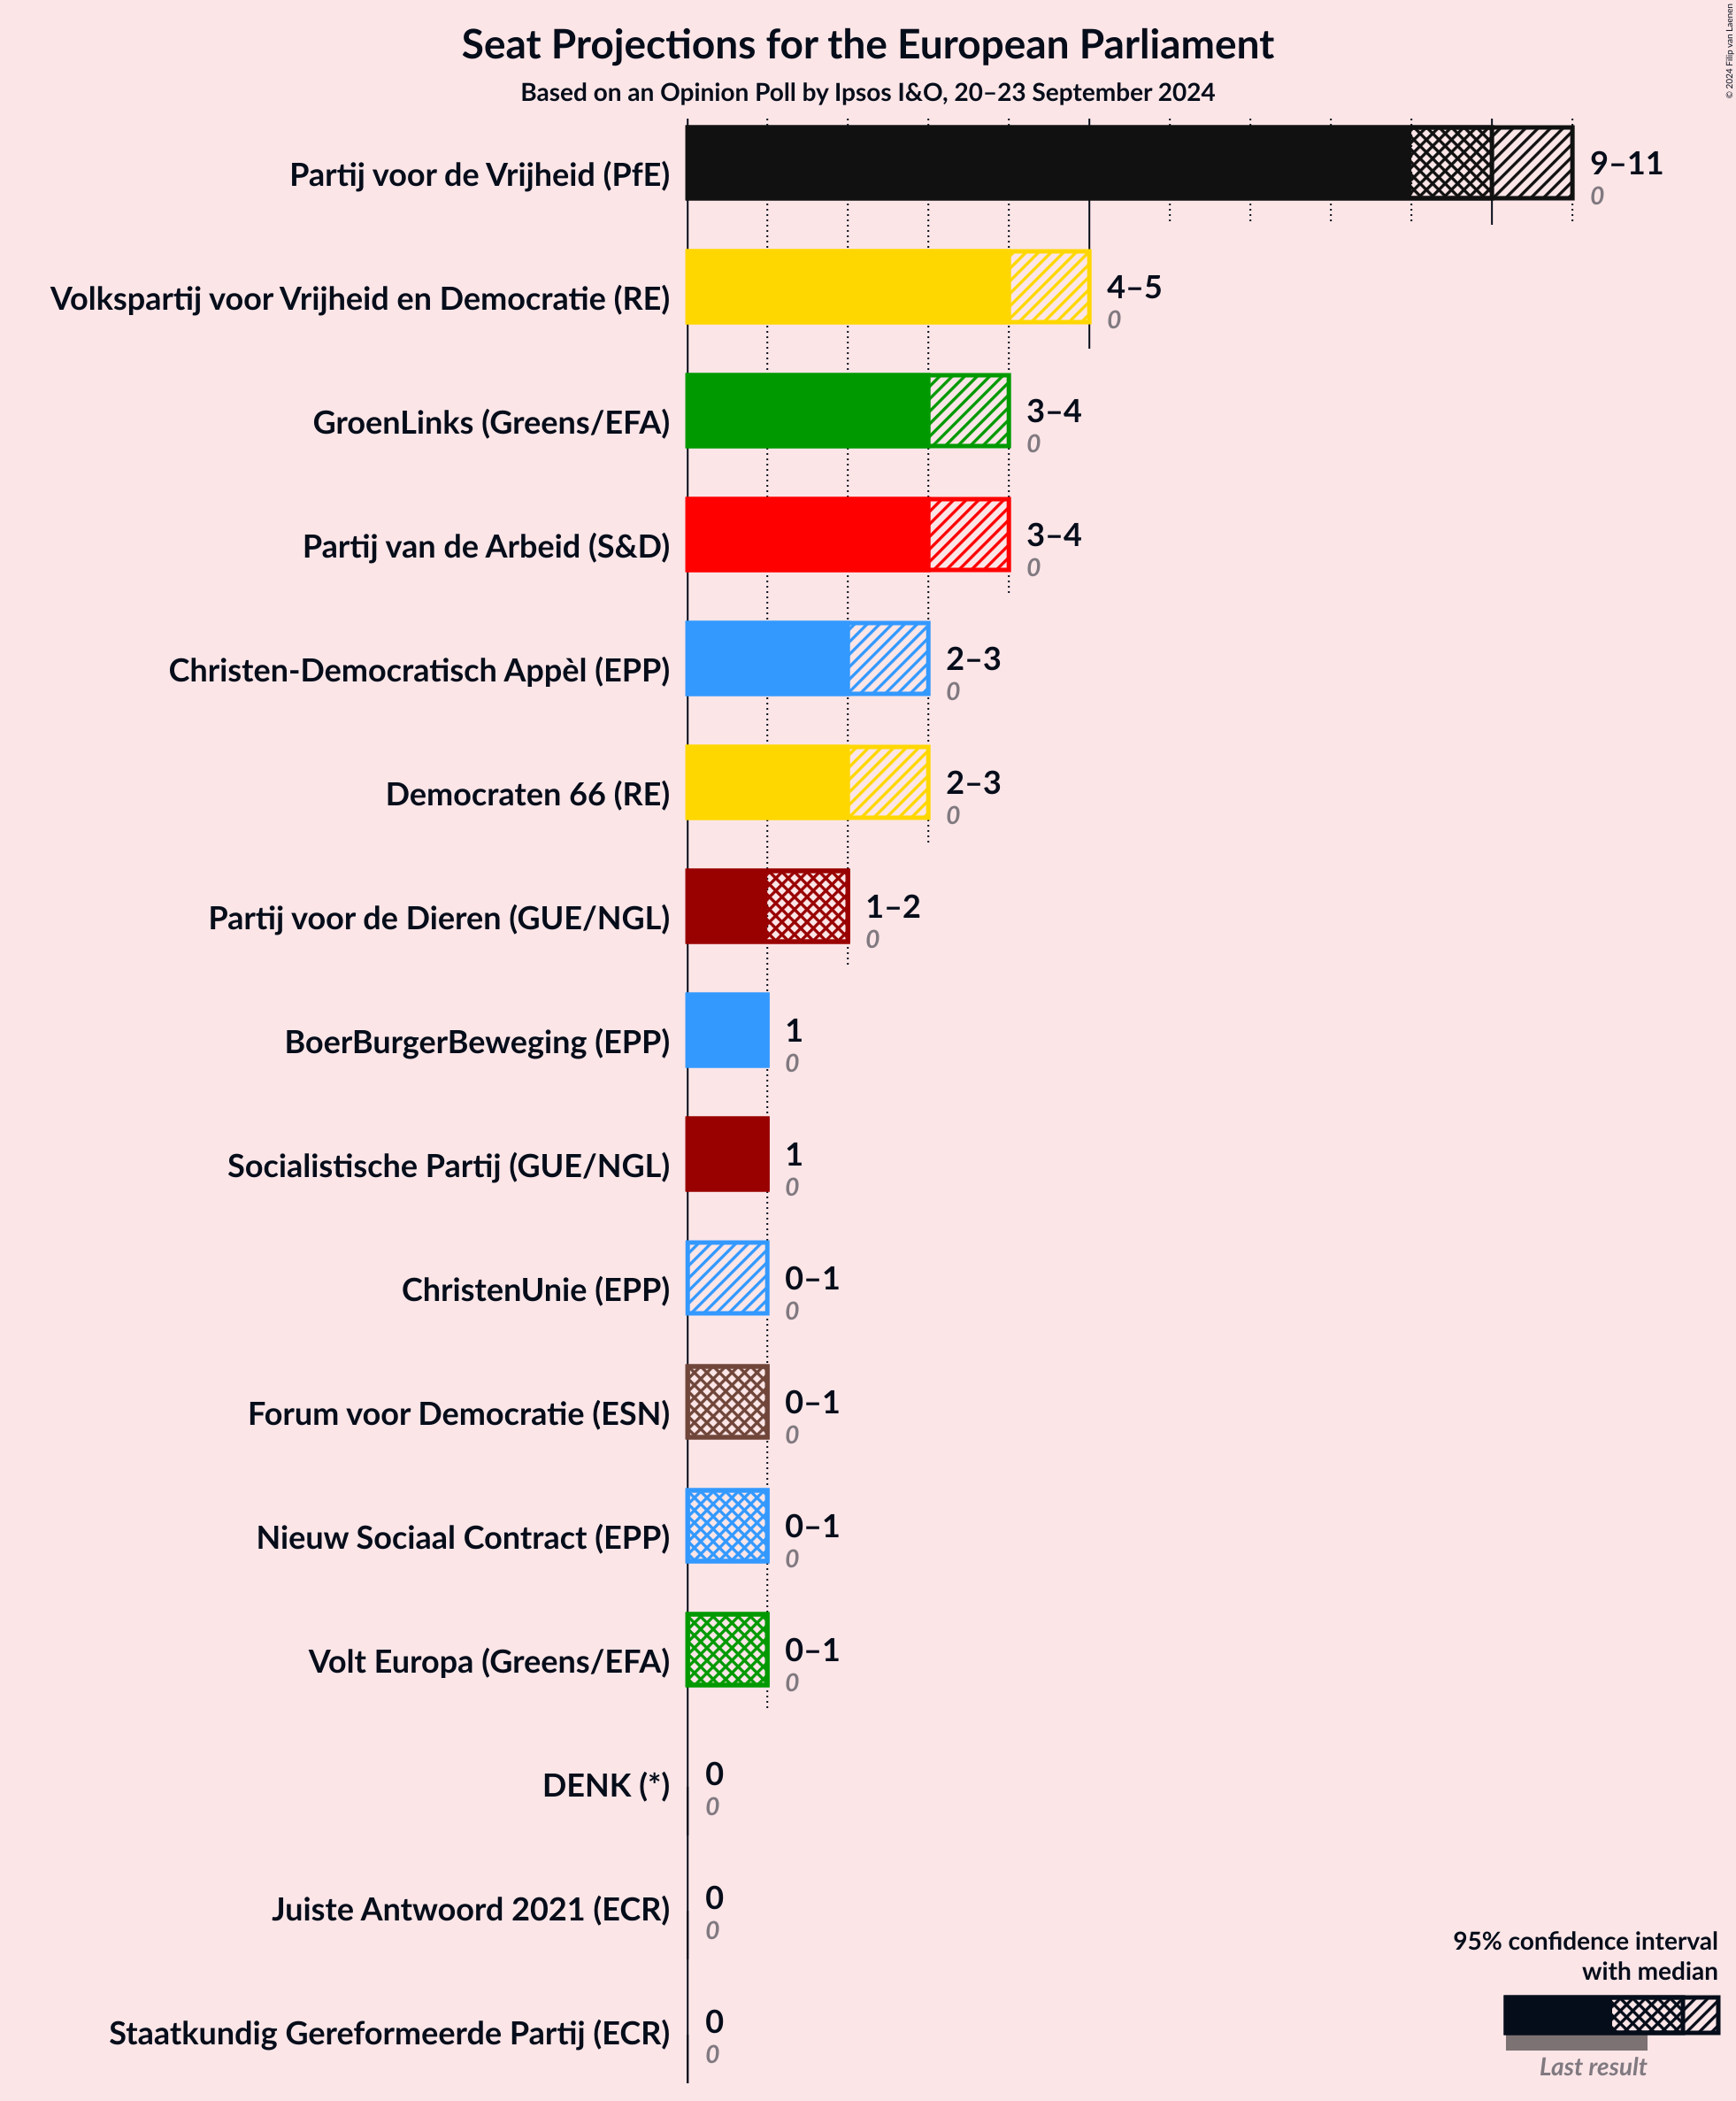 Seat Projections for the European Parliament
Based on an Opinion Poll by Ipsos I&O, 20–23 September 2024
© 2024 Filip van Laenen
Partij voor de Vrijheid (PfE)
9–11
0
Volkspartij voor Vrijheid en Democratie (RE)
4–5
0
GroenLinks (Greens/EFA)
3–4
0
Partij van de Arbeid (S&D)
3–4
0
Christen-Democratisch Appèl (EPP)
2–3
0
Democraten 66 (RE)
2–3
0
Partij voor de Dieren (GUE/NGL)
1–2
0
BoerBurgerBeweging (EPP)
1
0
Socialistische Partij (GUE/NGL)
1
0
ChristenUnie (EPP)
0–1
0
Forum voor Democratie (ESN)
0–1
0
Nieuw Sociaal Contract (EPP)
0–1
0
Volt Europa (Greens/EFA)
0–1
0
DENK (*)
0
0
Juiste Antwoord 2021 (ECR)
0
0
Staatkundig Gereformeerde Partij (ECR)
0
0
95% confidence interval
with median
Last result